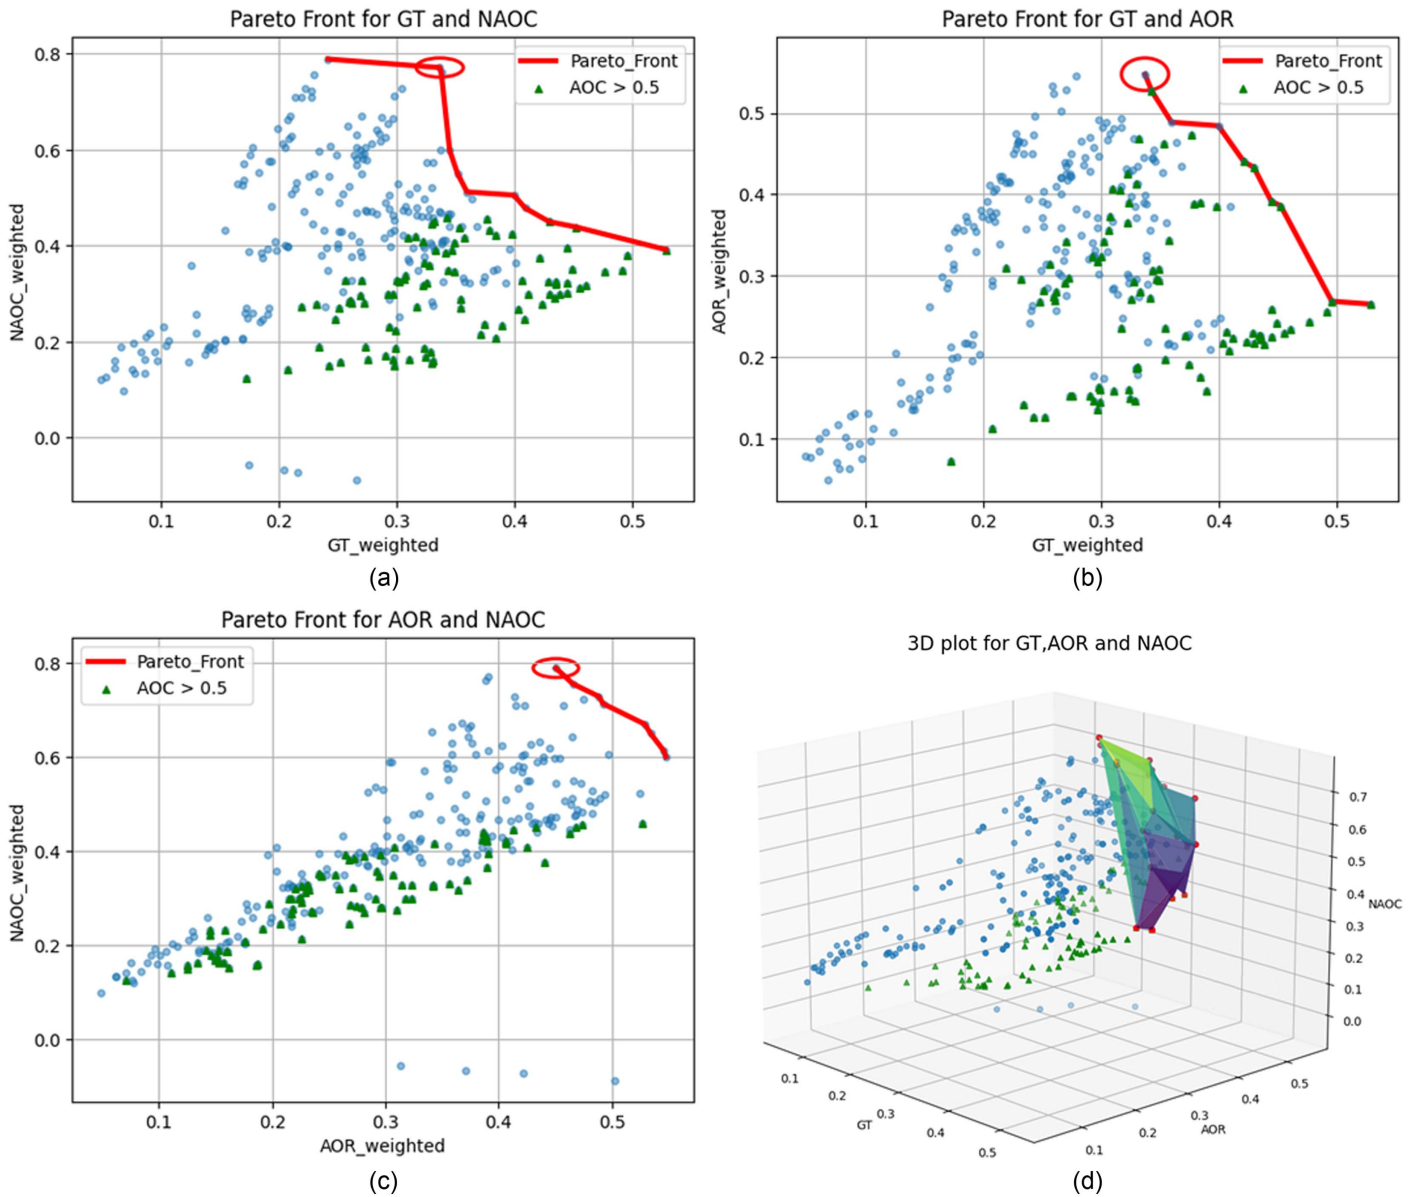 Pareto Front for GT and NAOC
0.8
0.6
0.4
0.2
0.0
NAOC_weighted
Pareto_Front
AOC > 0.5
0.1 0.2 0.3 0.4 0.5
GT_weighted
(a)
Pareto Front for GT and AOR
0.5
0.4
0.3
0.2
0.1
AOR_weighted
Pareto_Front
AOC > 0.5
0.1 0.2 0.3 0.4 0.5
GT_weighted
(b)
Pareto Front for AOR and NAOC
0.8
0.6
0.4
0.2
0.0
NAOC_weighted
Pareto_Front
AOC > 0.5
0.1 0.2 0.3 0.4 0.5
AOR_weighted
(c)
3D plot for GT,AOR and NAOC
0.7
0.6
0.5
0.4
0.3
0.2
0.1
0.0
NAOC
0.1 0.2 0.3 0.4 0.5
GT
0.1 0.2 0.3 0.4 0.5
AOR
(d)